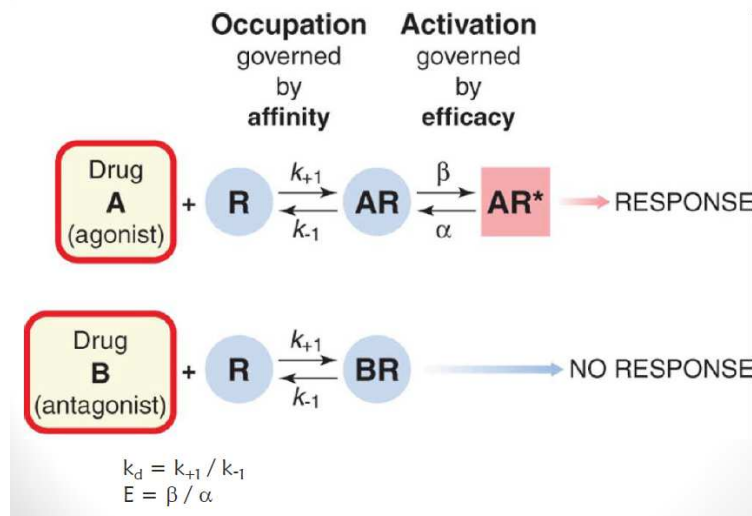 Occupation
governed
by
affinity
Activation
governed
by
efficacy
Drug
A
(agonist)
+ R k+1 k-1 AR β α AR* RESPONSE
Drug
B
(antagonist)
+ R k+1 k-1 BR NO RESPONSE
kd = k+1 / k-1
E = β / α